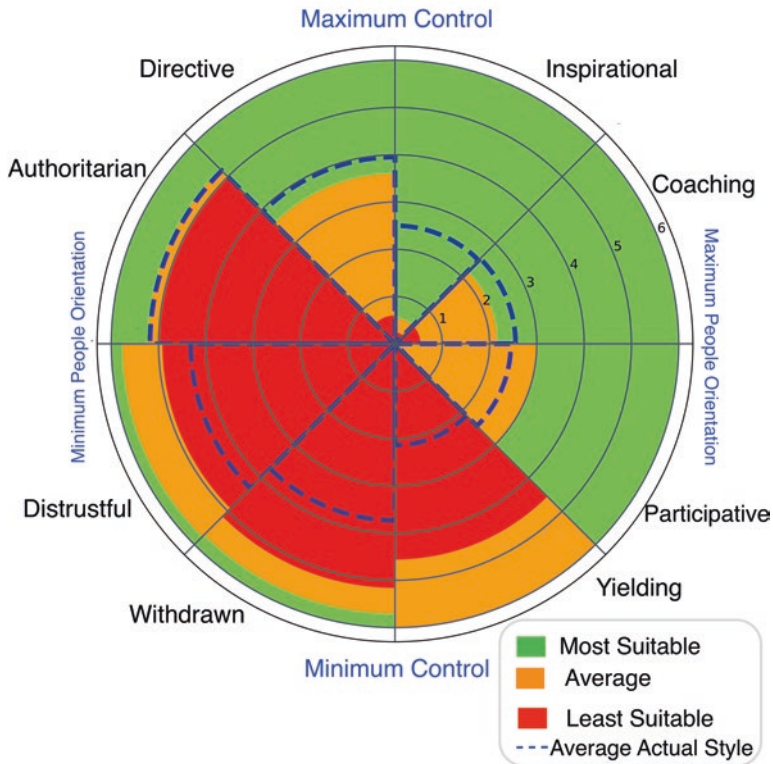 Maximum Control
Directive
Inspirational
Authoritarian
Coaching
6
5
4
3
2
1
Minimum People Orientation
Maximum People Orientation
Distrustful
Participative
Withdrawn
Yielding
Minimum Control
Most Suitable
Average
Least Suitable
Average Actual Style